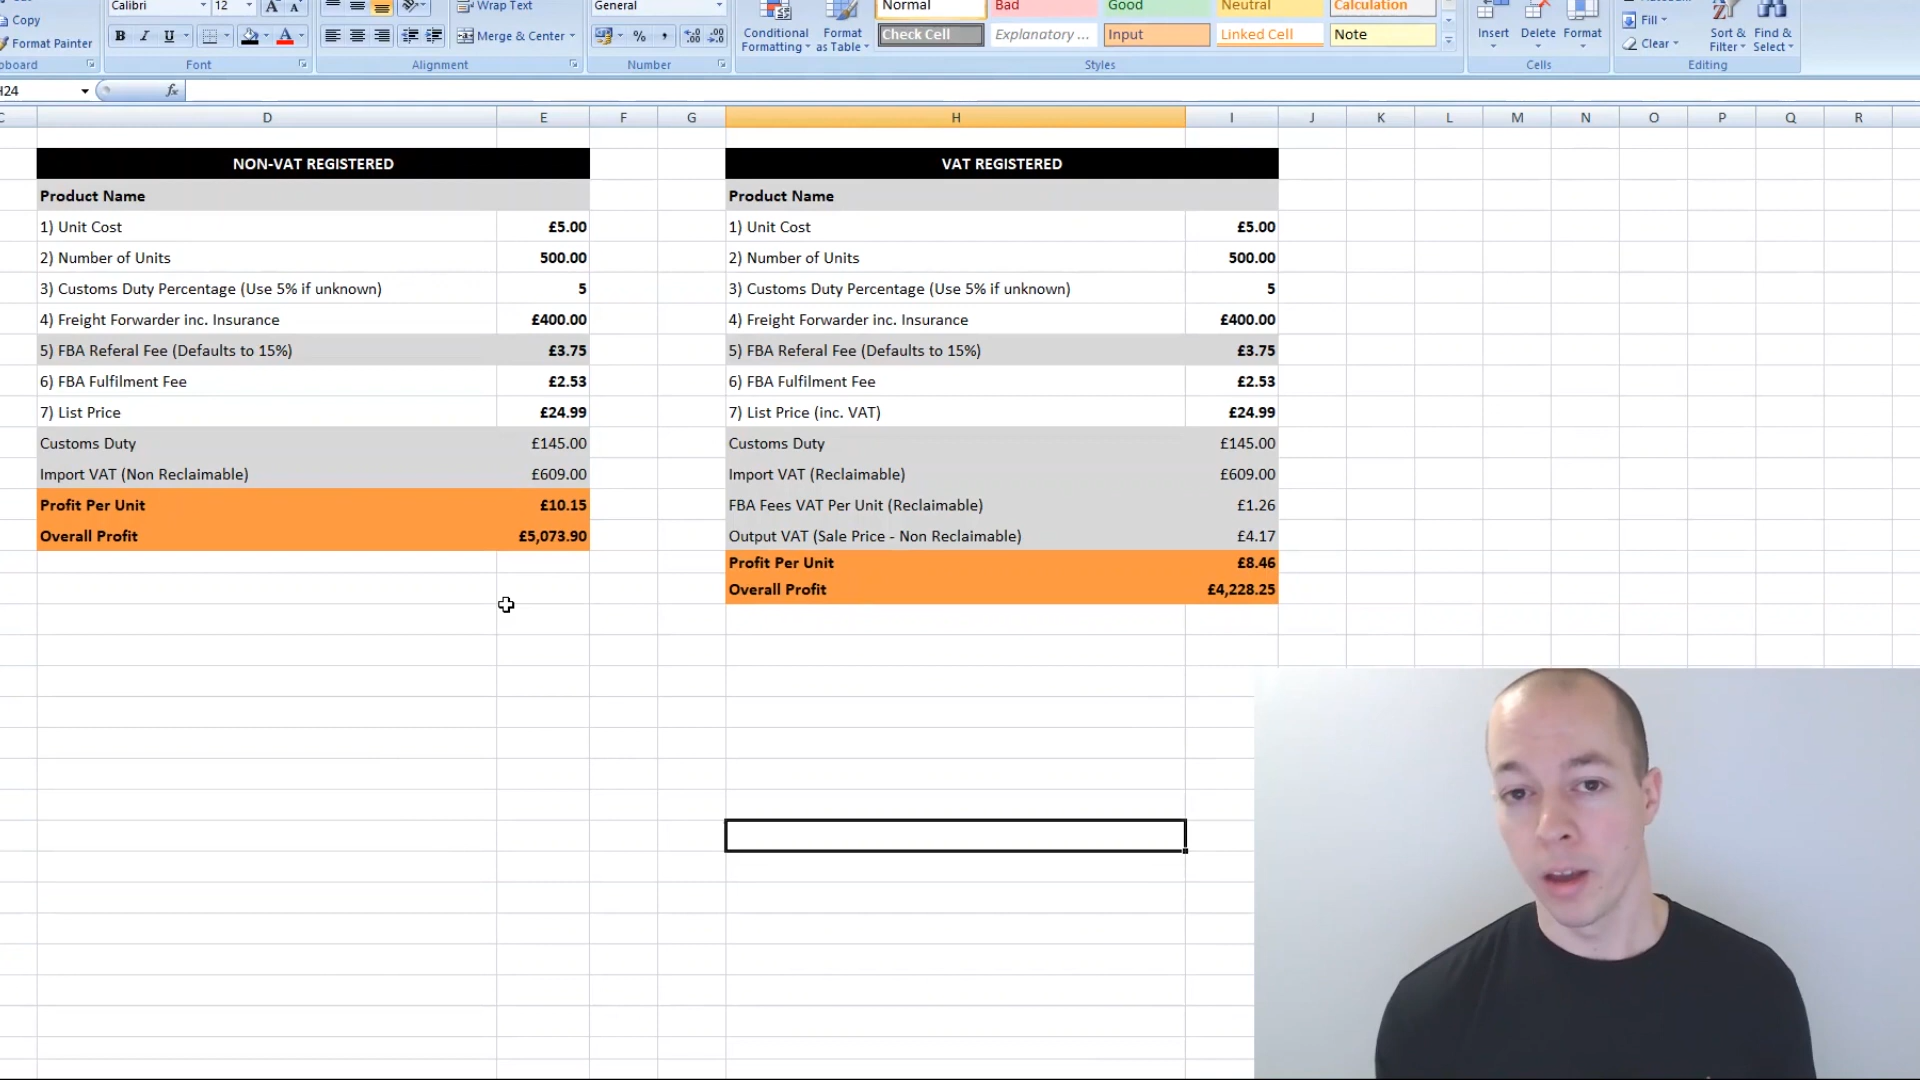 Calibri 12 Wrap Text General Normal Bad Good Neutral Calculation
Copy
Format Painter B I U Merge & Center % , Conditional Formatting Format as Table Check Cell Explanatory ... Input Linked Cell Note Insert Delete Format Fill Clear Sort & Filter Find & Select
board Font Alignment Number Styles Cells Editing
H24 fx
C D E F G H I J K L M N O P Q R
NON-VAT REGISTERED
Product Name
1) Unit Cost £5.00
2) Number of Units 500.00
3) Customs Duty Percentage (Use 5% if unknown) 5
4) Freight Forwarder inc. Insurance £400.00
5) FBA Referal Fee (Defaults to 15%) £3.75
6) FBA Fulfilment Fee £2.53
7) List Price £24.99
Customs Duty £145.00
Import VAT (Non Reclaimable) £609.00
Profit Per Unit £10.15
Overall Profit £5,073.90
VAT REGISTERED
Product Name
1) Unit Cost £5.00
2) Number of Units 500.00
3) Customs Duty Percentage (Use 5% if unknown) 5
4) Freight Forwarder inc. Insurance £400.00
5) FBA Referal Fee (Defaults to 15%) £3.75
6) FBA Fulfilment Fee £2.53
7) List Price (inc. VAT) £24.99
Customs Duty £145.00
Import VAT (Reclaimable) £609.00
FBA Fees VAT Per Unit (Reclaimable) £1.26
Output VAT (Sale Price - Non Reclaimable) £4.17
Profit Per Unit £8.46
Overall Profit £4,228.25